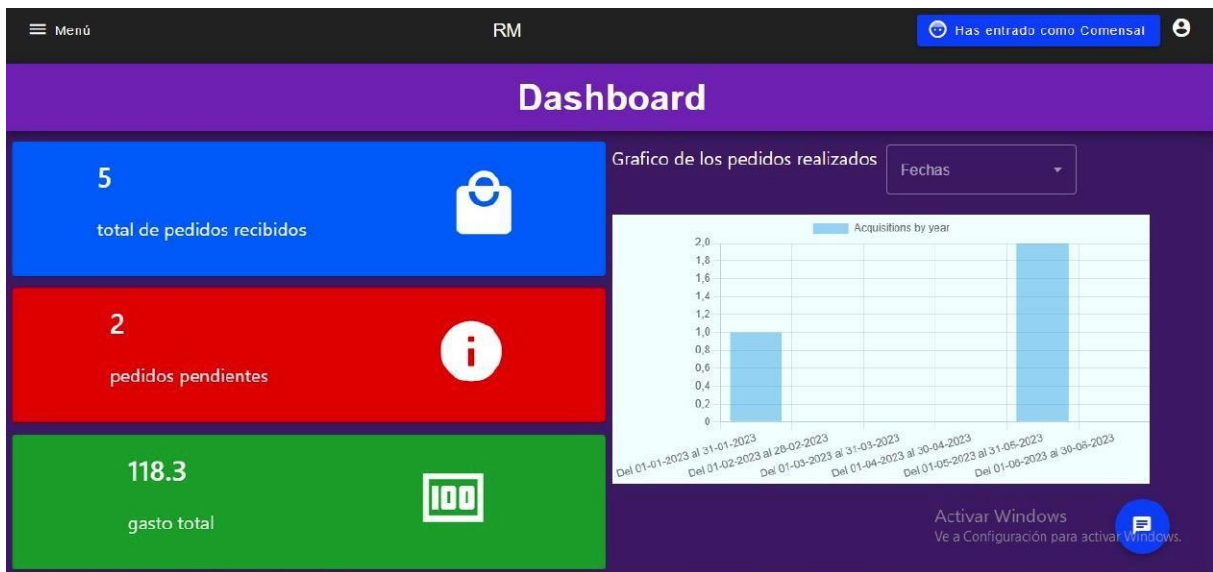 Menú
RM
Has entrado como Comensal
Dashboard
5
total de pedidos recibidos
2
pedidos pendientes
118.3
gasto total
100
Grafico de los pedidos realizados
Fechas
Acquisitions by year
2,0
1,8
1,6
1,4
1,2
1,0
0,8
0,6
0,4
0,2
0
Del 01-01-2023 al 31-01-2023
Del 01-02-2023 al 28-02-2023
Del 01-03-2023 al 31-03-2023
Del 01-04-2023 al 30-04-2023
Del 01-05-2023 al 31-05-2023
Del 01-06-2023 al 30-06-2023
Activar Windows
Ve a Configuración para activar Windows.